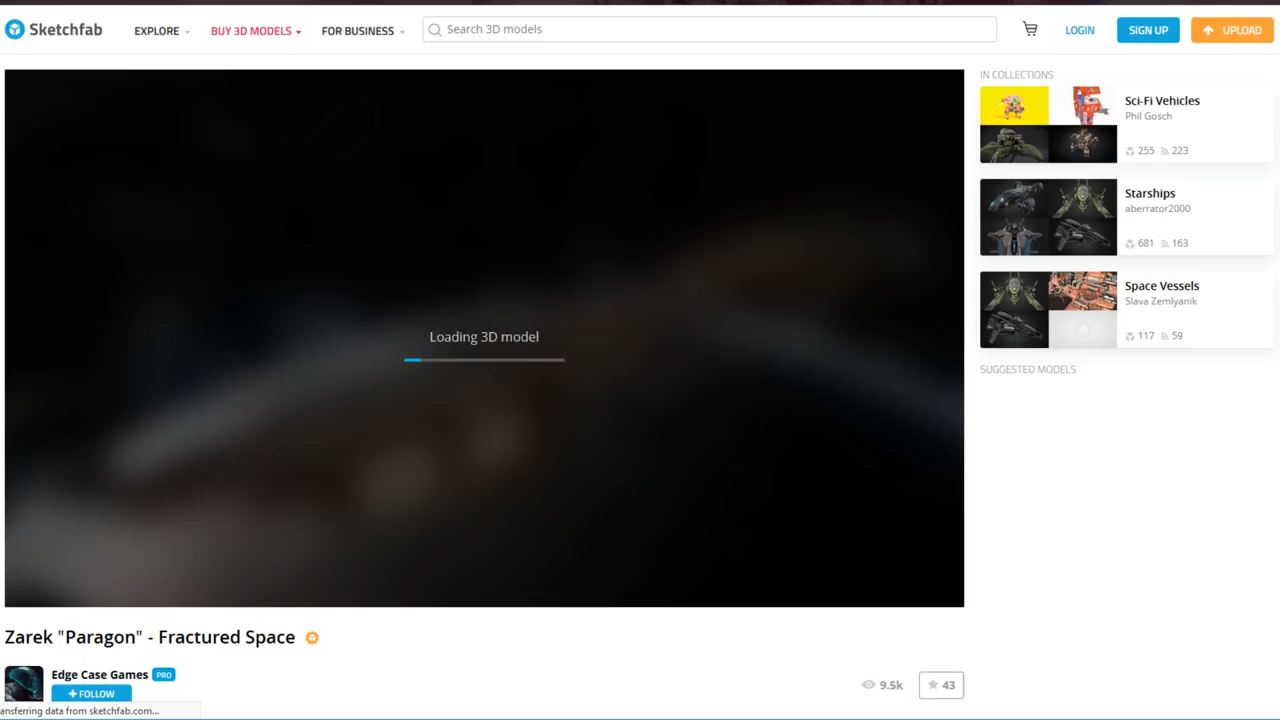 Sketchfab
EXPLORE
BUY 3D MODELS
FOR BUSINESS
Search 3D models
LOGIN
SIGN UP
UPLOAD
Loading 3D model
IN COLLECTIONS
Sci-Fi Vehicles
Phil Gosch
255 223
Starships
aberrator2000
681 163
Space Vessels
Slava Zemlyanik
117 59
SUGGESTED MODELS
Zarek "Paragon" - Fractured Space
Edge Case Games PRO
+ FOLLOW
9.5k
43
ansferring data from sketchfab.com...